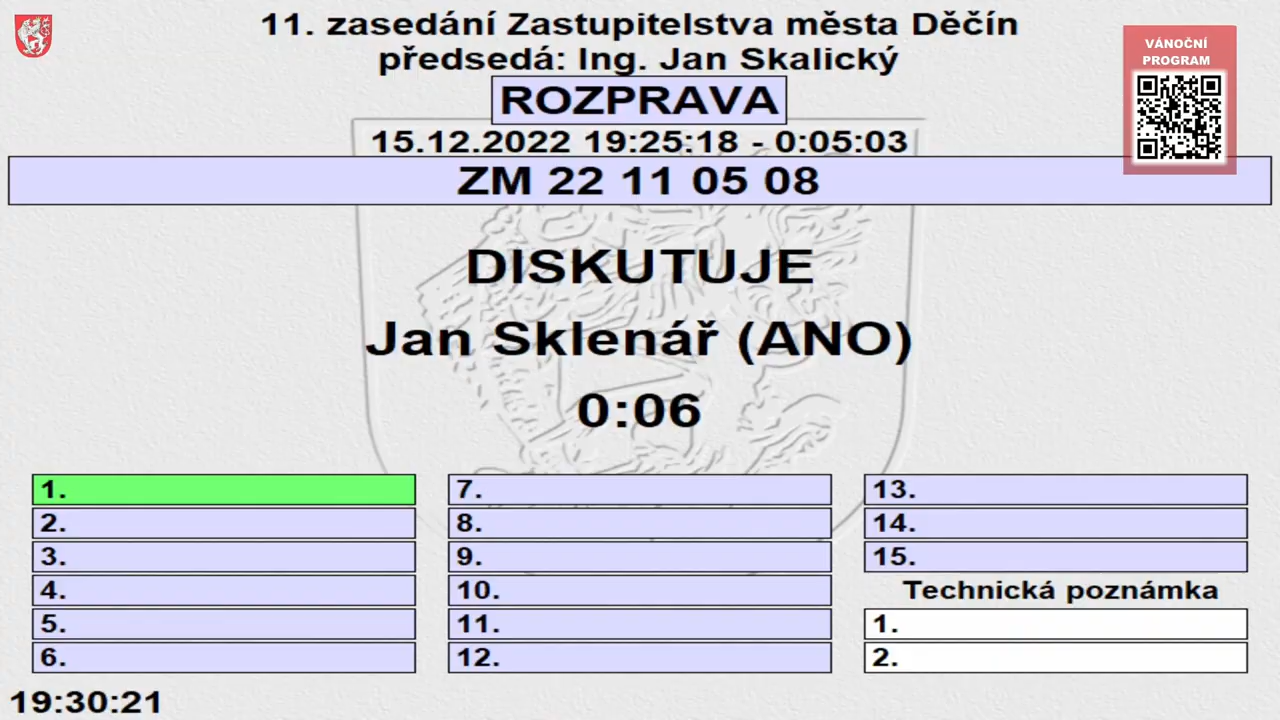 11. zasedání Zastupitelstva města Děčín
předsedá: Ing. Jan Skalický
VÁNOČNÍ
PROGRAM
ROZPRAVA
15.12.2022 19:25:18 - 0:05:03
ZM 22 11 05 08
DISKUTUJE
Jan Sklenář (ANO)
0:06
1.
2.
3.
4.
5.
6.
7.
8.
9.
10.
11.
12.
13.
14.
15.
Technická poznámka
1.
2.
19:30:21